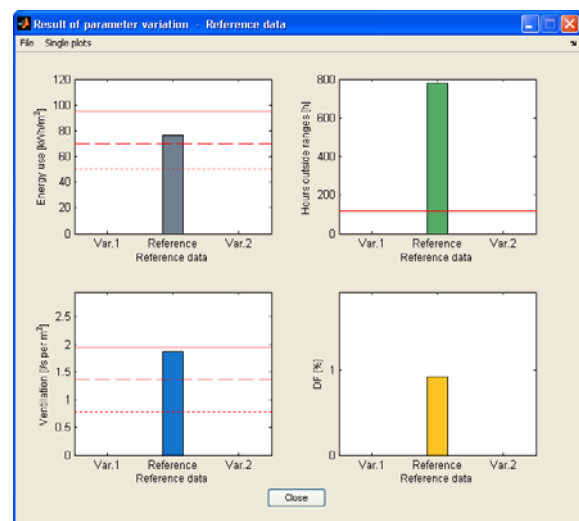 Result of parameter variation - Reference data
File Single plots
Energy use [kWh/m²]
120
100
80
60
40
20
0
Var.1 Reference Var.2
Reference data
Hours outside ranges [h]
800
600
400
200
0
Var.1 Reference Var.2
Reference data
Ventilation [l/s per m²]
2.5
2
1.5
1
0.5
0
Var.1 Reference Var.2
Reference data
DF [%]
1
0
Var.1 Reference Var.2
Reference data
Close